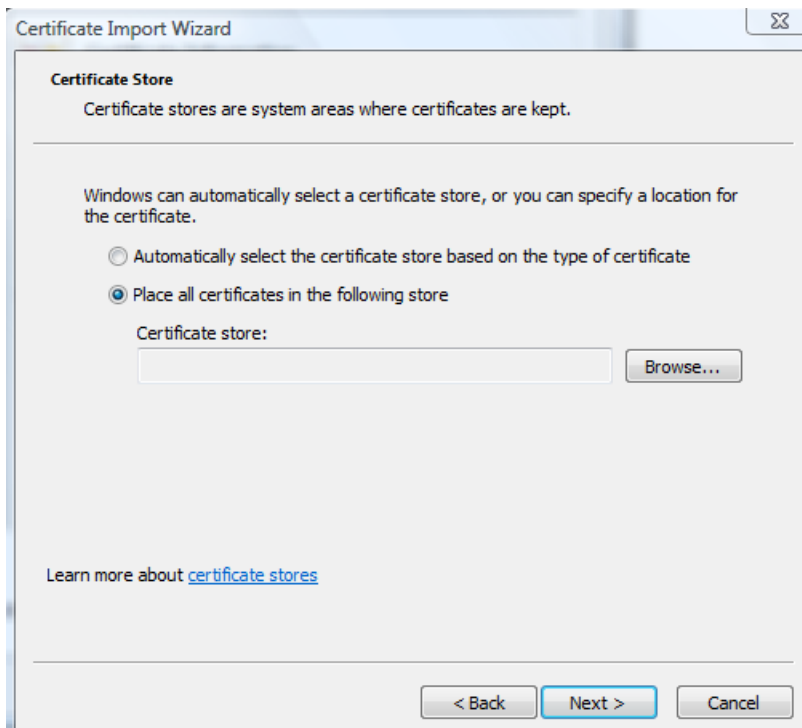 Certificate Import Wizard
Certificate Store
Certificate stores are system areas where certificates are kept.
Windows can automatically select a certificate store, or you can specify a location for
the certificate.
Automatically select the certificate store based on the type of certificate
Place all certificates in the following store
Certificate store:
Browse...
Learn more about certificate stores
< Back
Next >
Cancel